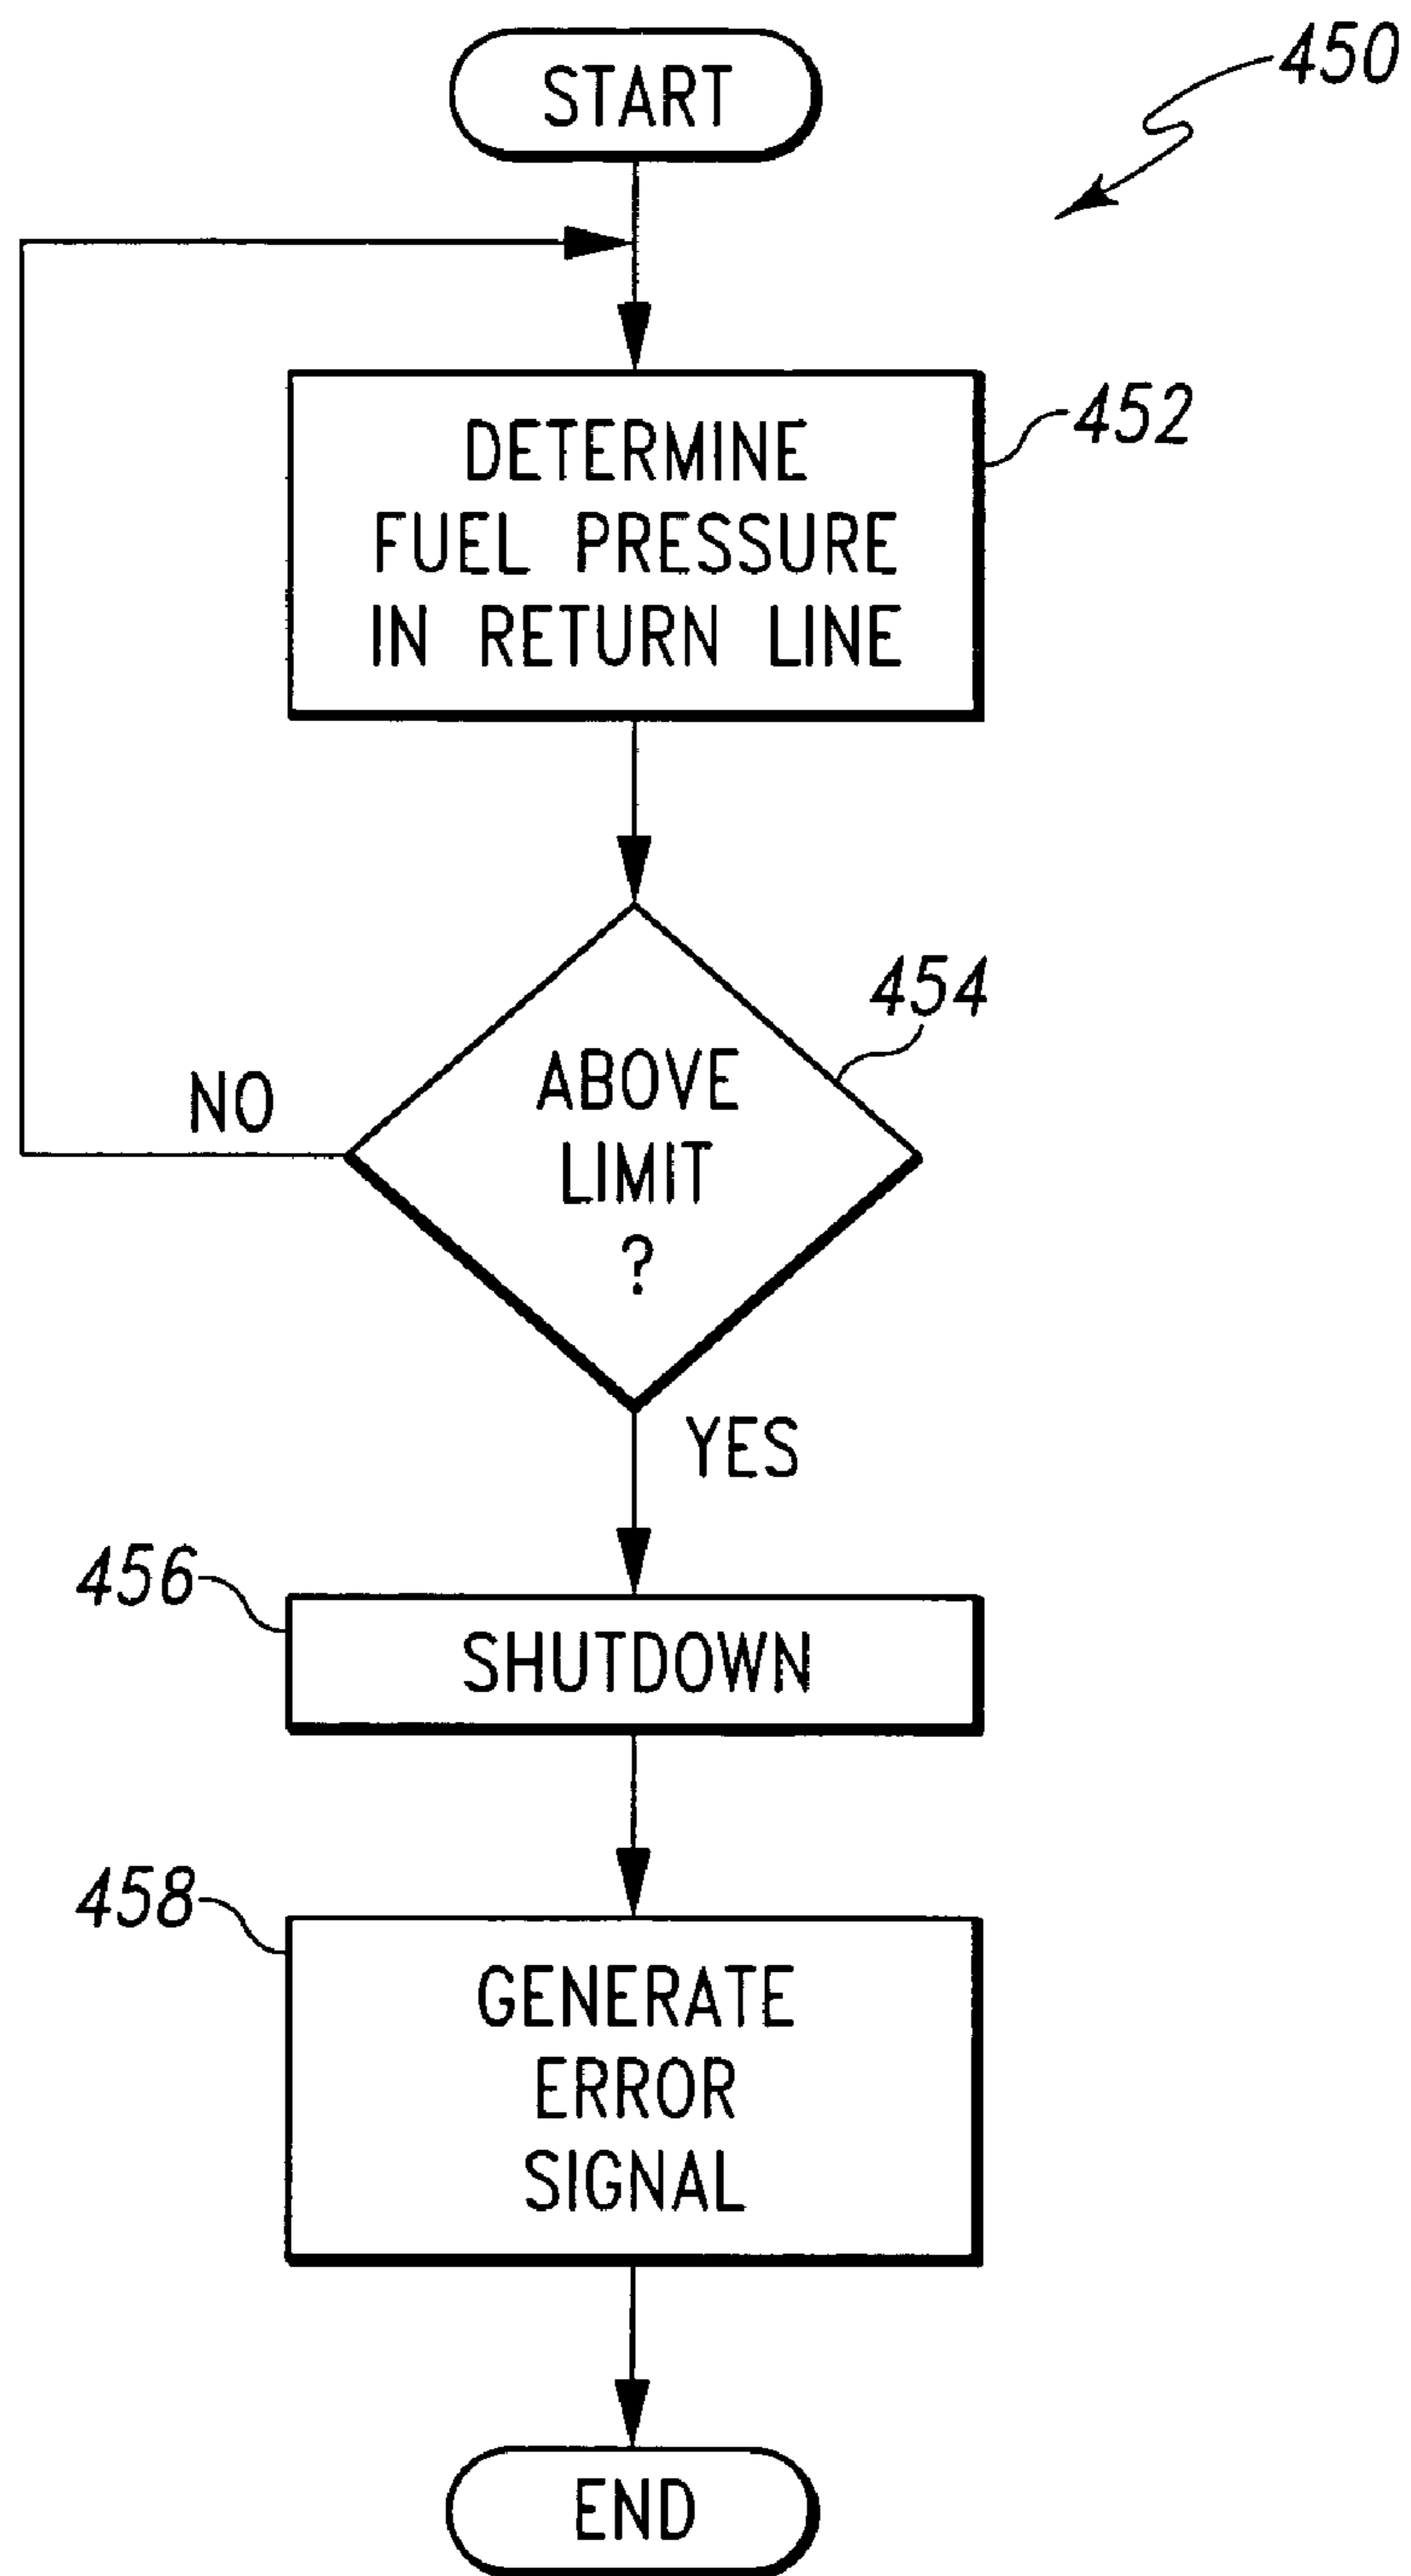 START
450
DETERMINE
FUEL PRESSURE
IN RETURN LINE
452
454
ABOVE
LIMIT
?
NO
YES
456
SHUTDOWN
458
GENERATE
ERROR
SIGNAL
END